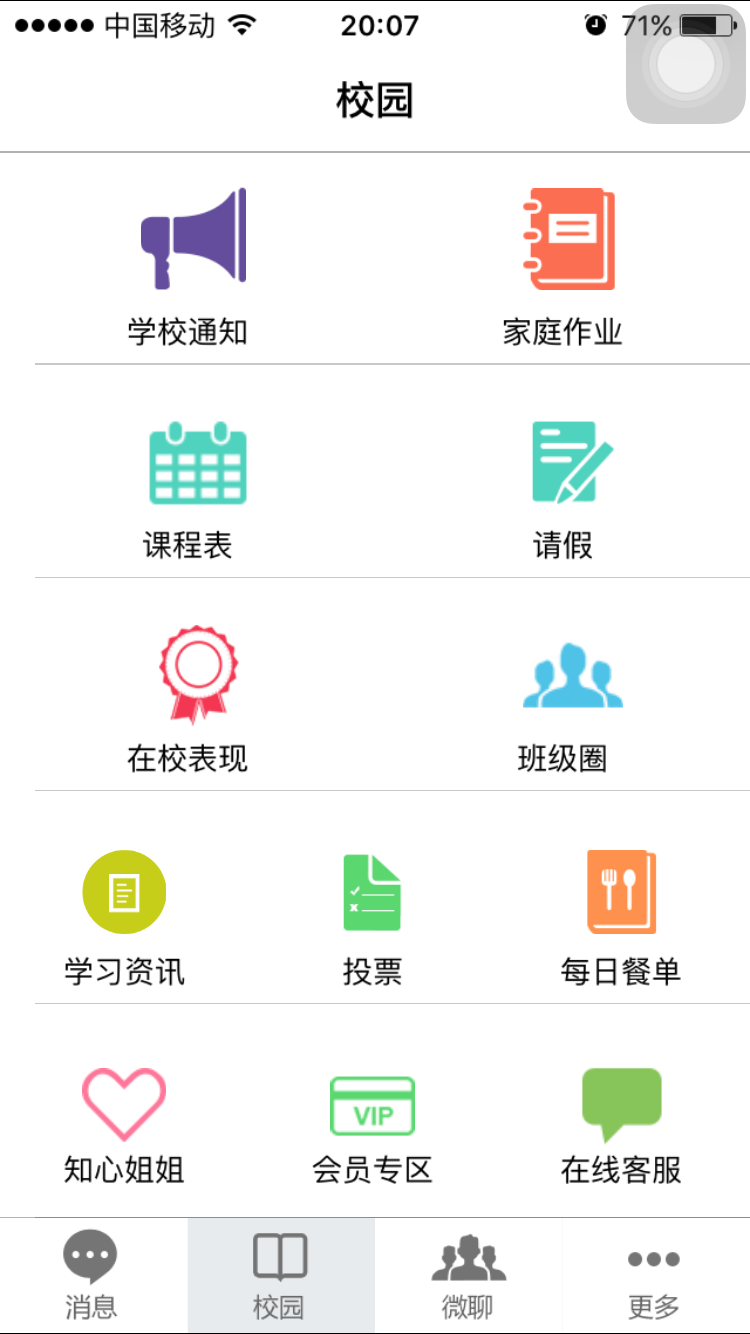 中国移动 20:07 71%
校园
学校通知 家庭作业
课程表 请假
在校表现 班级圈
学习资讯 投票 每日餐单
VIP
知心姐姐 会员专区 在线客服
消息 校园 微聊 更多